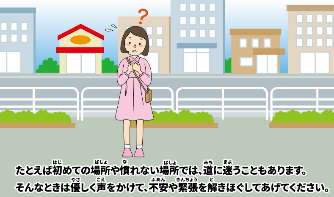 たとえば初めての場所や慣れない場所では、道に迷うこともあります。
そんなときは優しく声をかけて、不安や緊張を解きほぐしてあげてください。